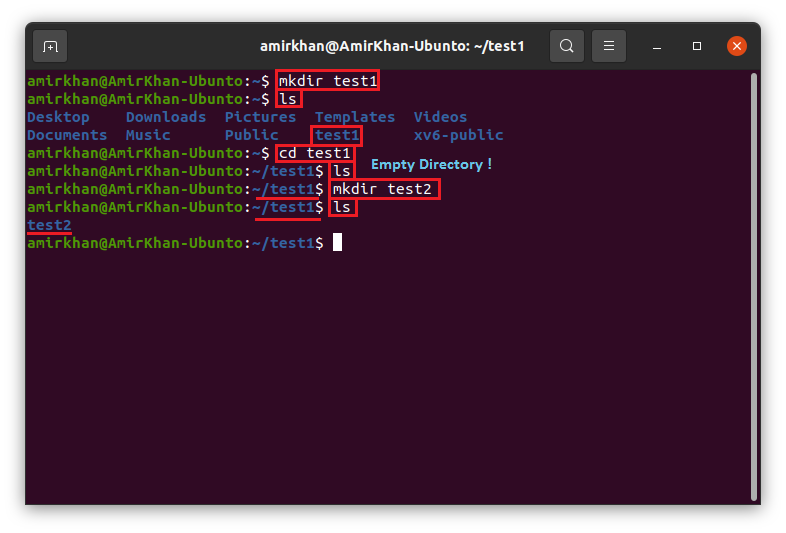 amirkhan@AmirKhan-Ubunto: ~/test1
amirkhan@AmirKhan-Ubunto:~$ mkdir test1
amirkhan@AmirKhan-Ubunto:~$ ls
Desktop    Downloads  Pictures  Templates  Videos
Documents  Music      Public    test1      xv6-public
amirkhan@AmirKhan-Ubunto:~$ cd test1
Empty Directory !
amirkhan@AmirKhan-Ubunto:~/test1$ ls
amirkhan@AmirKhan-Ubunto:~/test1$ mkdir test2
amirkhan@AmirKhan-Ubunto:~/test1$ ls
test2
amirkhan@AmirKhan-Ubunto:~/test1$